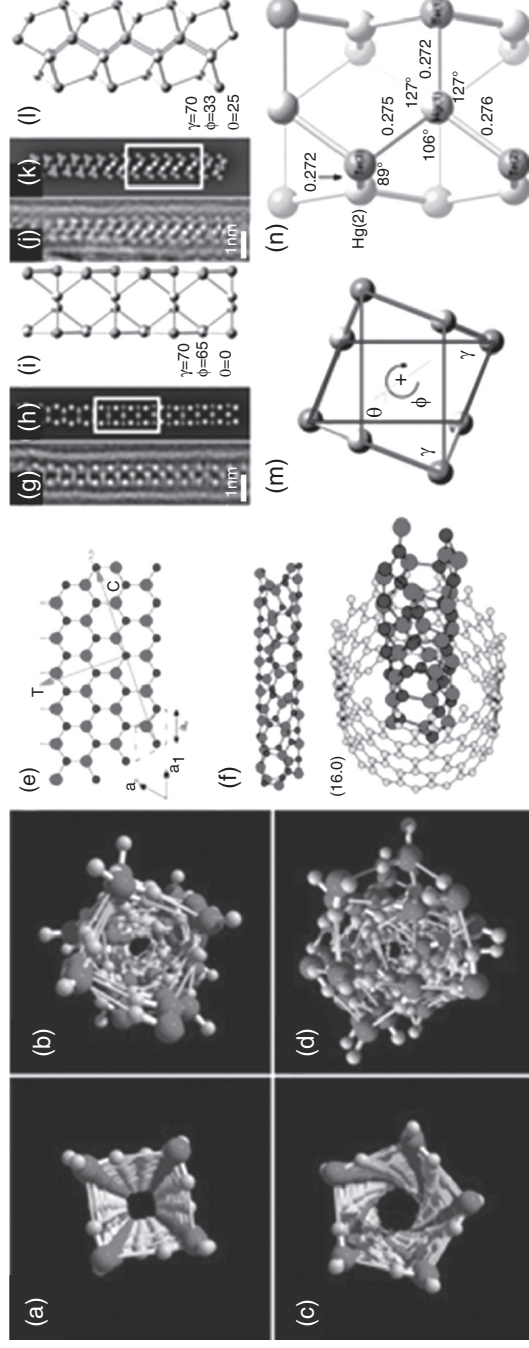 (a)
(b)
(c)
(d)
(e)
T
C
a
a1
(f)
(16.0)
(g)
1nm
(h)
(i)
γ=70
ϕ=65
θ=0
(j)
1nm
(k)
(l)
γ=70
ϕ=33
θ=25
(m)
θ
+
ϕ
γ
γ
(n)
0.272
Hg(2)
89°
106°
0.275
127°
0.272
127°
0.276